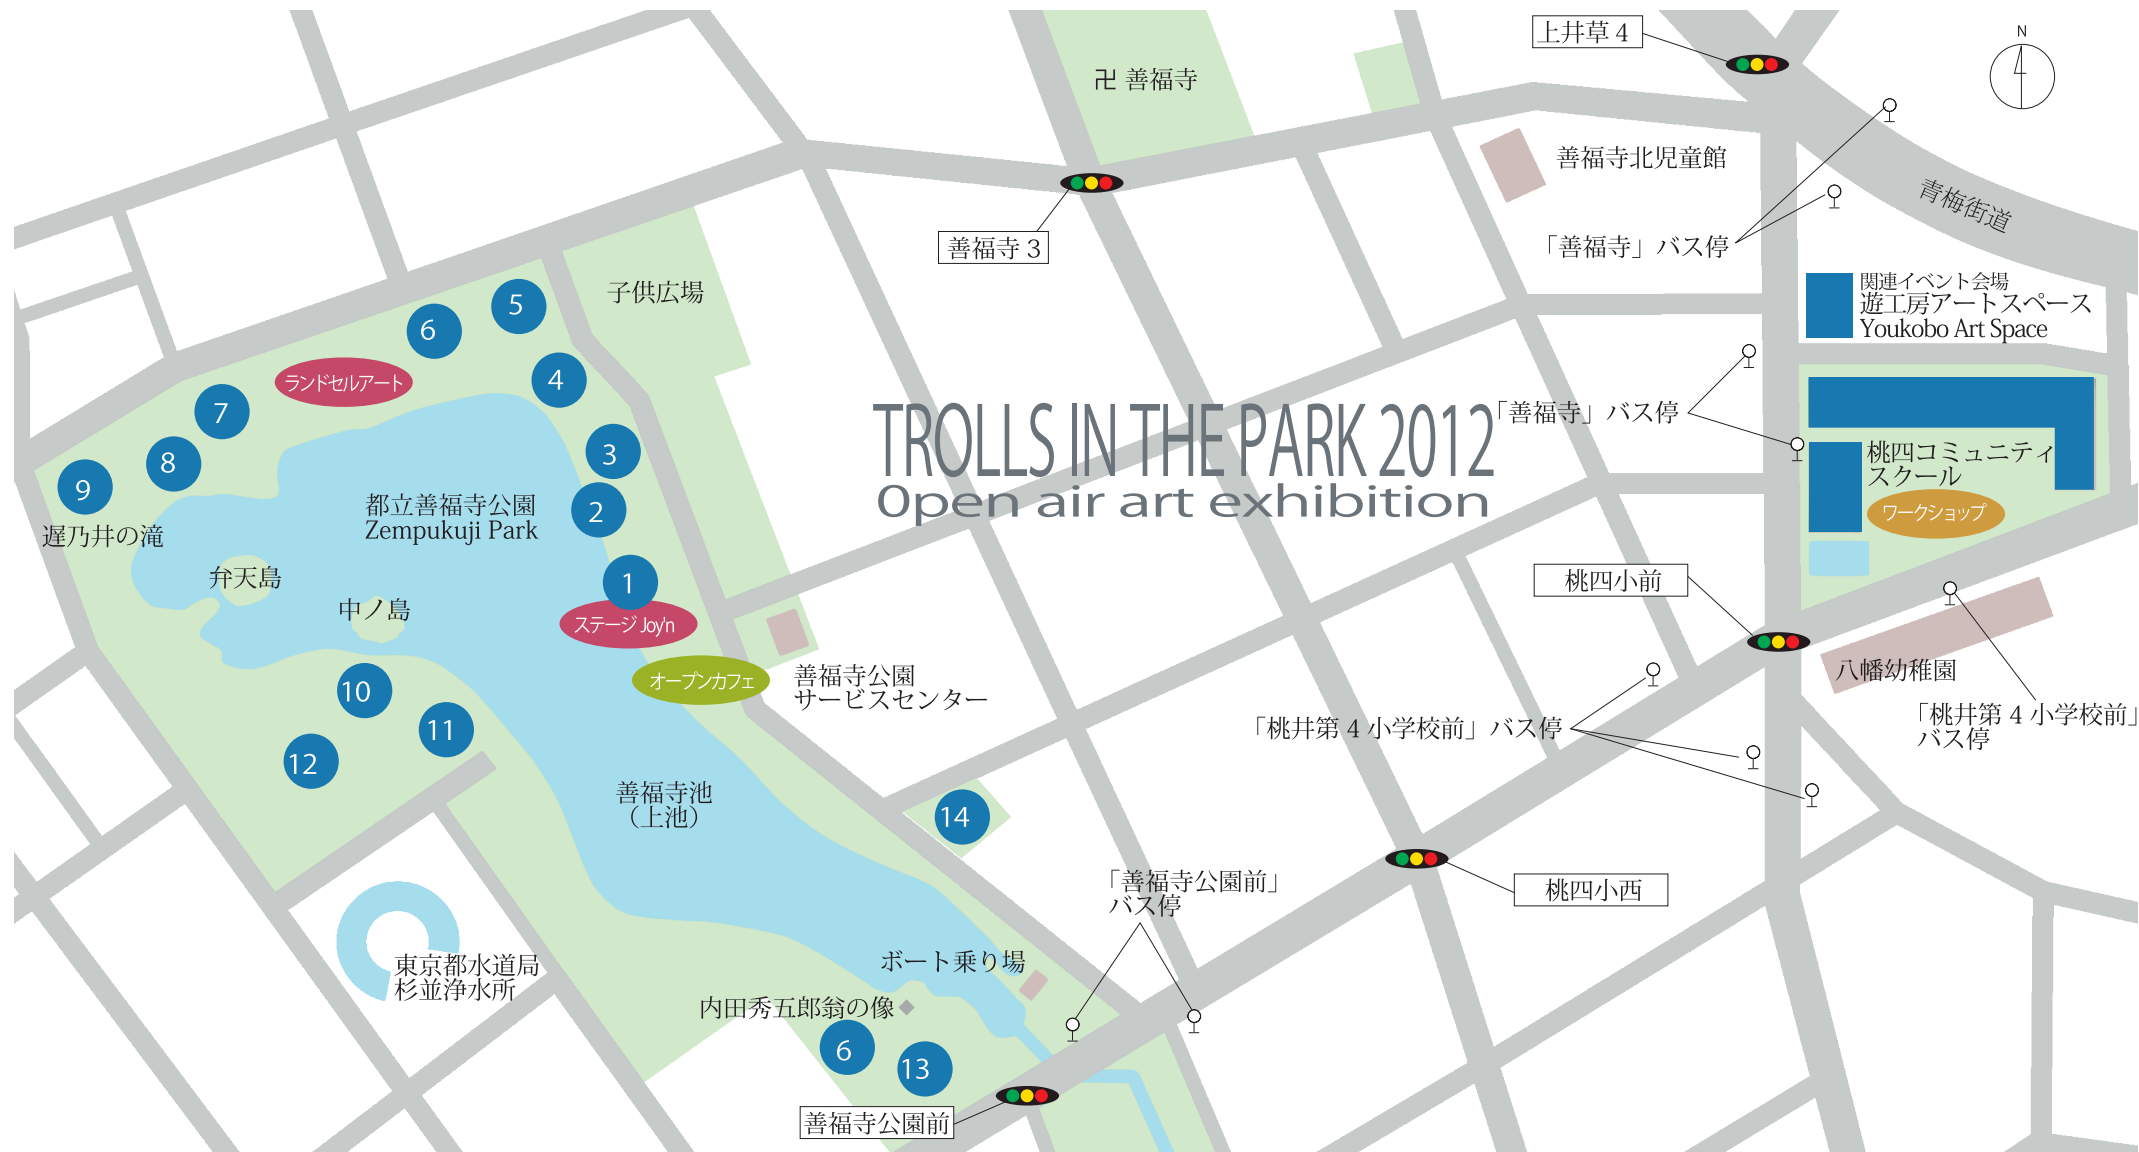 上井草 4
N
卍 善福寺
善福寺北児童館
青梅街道
善福寺 3
「善福寺」バス停
子供広場
関連イベント会場
遊工房アートスペース
Youkobo Art Space
5
6
ランドセルアート
4
7
TROLLS IN THE PARK 2012
Open air art exhibition
「善福寺」バス停
3
8
9
桃四コミュニティ
スクール
ワークショップ
都立善福寺公園
Zempukuji Park
2
遅乃井の滝
弁天島
中ノ島
1
ステージ Joy'n
桃四小前
オープンカフェ
善福寺公園
サービスセンター
八幡幼稚園
10
11
12
「桃井第 4 小学校前」バス停
「桃井第 4 小学校前」
バス停
善福寺池
（上池）
14
「善福寺公園前」
バス停
桃四小西
東京都水道局
杉並浄水所
ボート乗り場
内田秀五郎翁の像
6
13
善福寺公園前